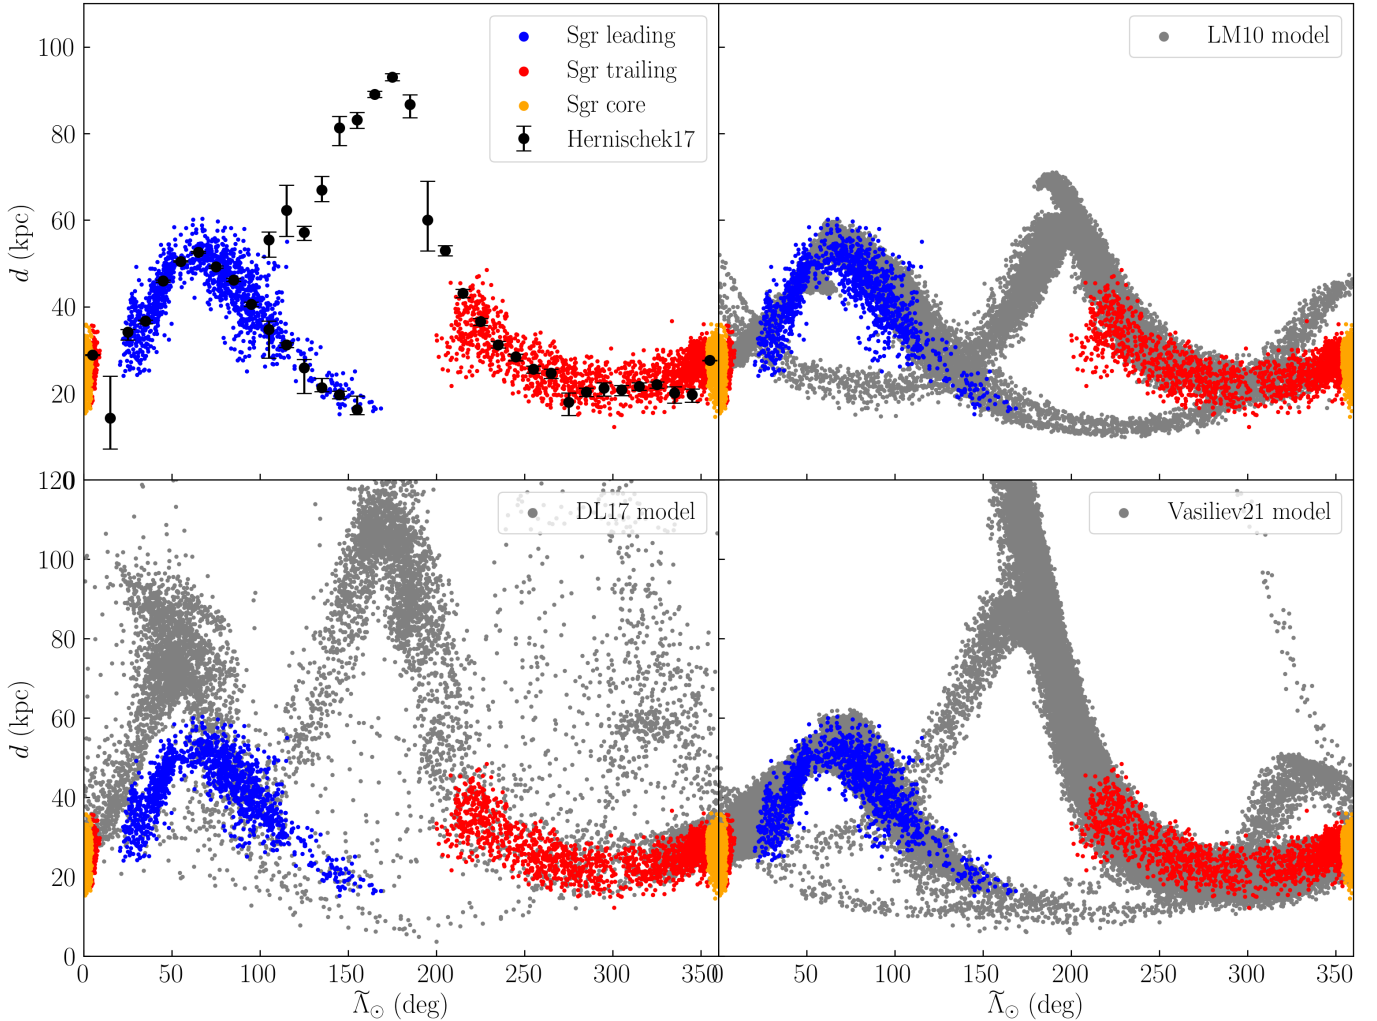 100
80
60
40
20
d (kpc)
Sgr leading
Sgr trailing
Sgr core
Hernischek17
LM10 model
120
0
100
80
60
40
20
0
d (kpc)
DL17 model
Vasiliev21 model
0 50 100 150 200 250 300 350
0 50 100 150 200 250 300 350
Λ̃⊙ (deg)
Λ̃⊙ (deg)